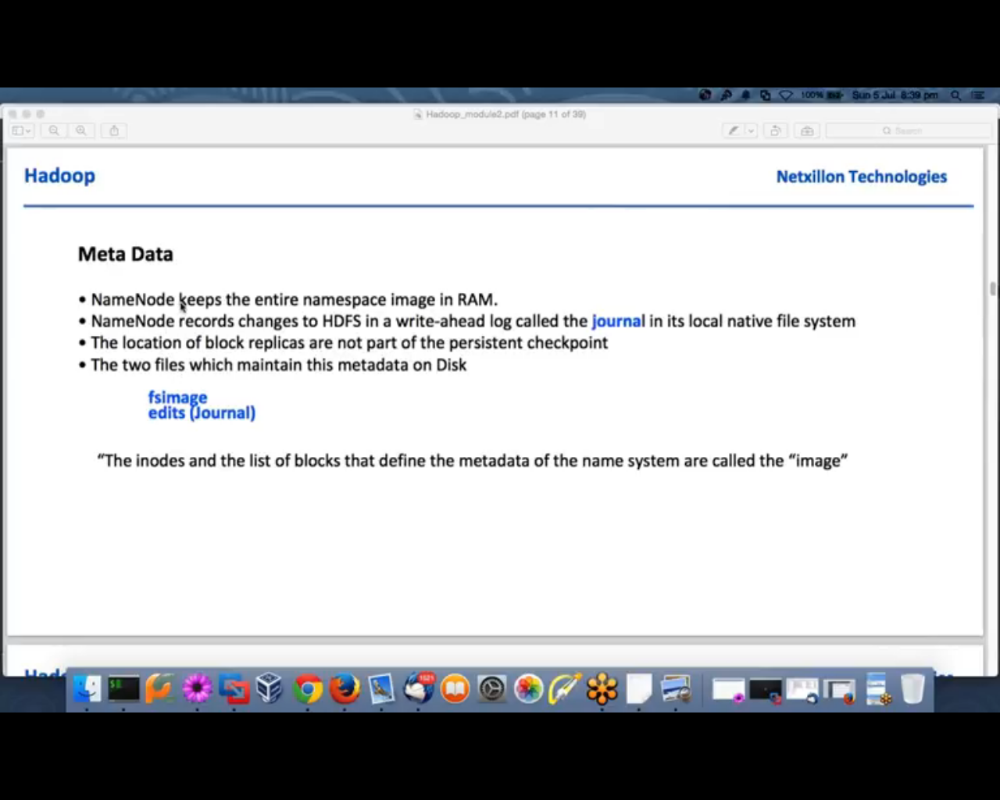 100% Sun 5 Jul 8:39 pm
Hadoop_module2.pdf (page 11 of 39)
Search
Hadoop
Netxillon Technologies
Meta Data
• NameNode keeps the entire namespace image in RAM.
• NameNode records changes to HDFS in a write-ahead log called the journal in its local native file system
• The location of block replicas are not part of the persistent checkpoint
• The two files which maintain this metadata on Disk
fsimage
edits (Journal)
“The inodes and the list of blocks that define the metadata of the name system are called the “image”